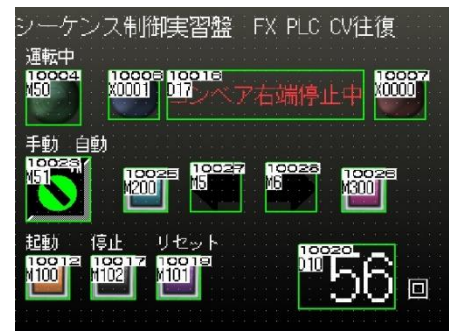 シーケンス制御実習盤 FX PLC CV往復
運転中
10004 10006 10016 10007
M50 X0001 D17 コンベア右端停止中 X0000
手動 自動
10023 10025 10027 10028 10026
M51 M200 M5 M6 M300
起動 停止 リセット
10012 10017 10018 10020
M100 M102 M101 D10 56 回